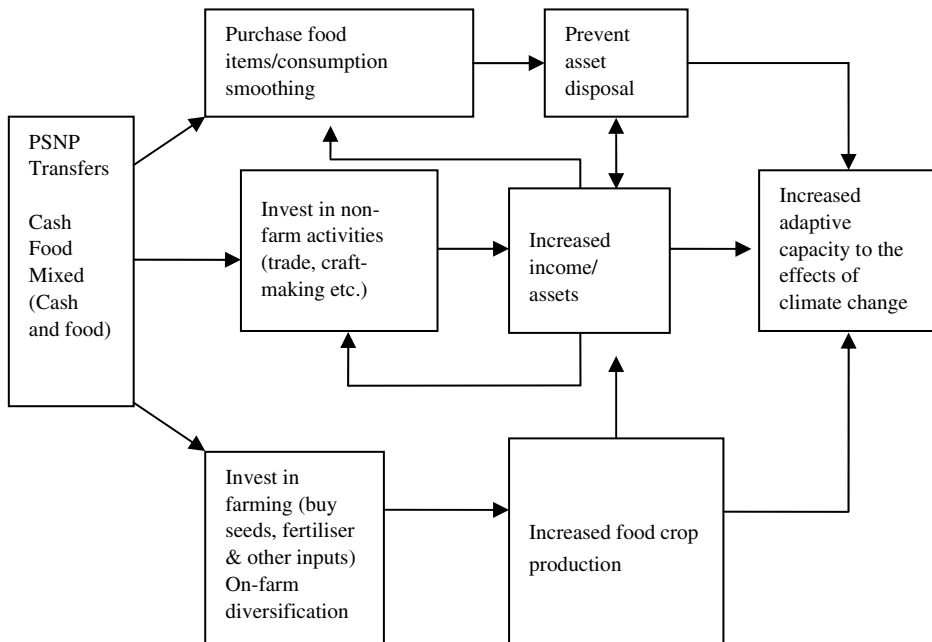 PSNP
Transfers
Cash
Food
Mixed
(Cash
and food)
Purchase food
items/consumption
smoothing
Prevent
asset
disposal
Invest in non-
farm activities
(trade, craft-
making etc.)
Increased
income/
assets
Increased
adaptive
capacity to the
effects of
climate change
Invest in
farming (buy
seeds, fertiliser
& other inputs)
On-farm
diversification
Increased food crop
production